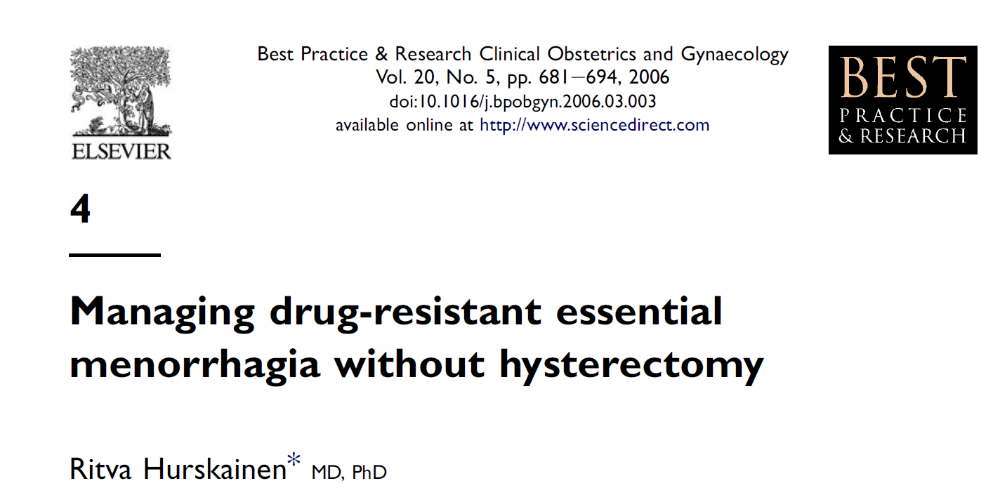 Best Practice & Research Clinical Obstetrics and Gynaecology
Vol. 20, No. 5, pp. 681—694, 2006
doi:10.1016/j.bpobgyn.2006.03.003
available online at http://www.sciencedirect.com
ELSEVIER
BEST
PRACTICE
& RESEARCH
4
Managing drug-resistant essential
menorrhagia without hysterectomy
Ritva Hurskainen* MD, PhD